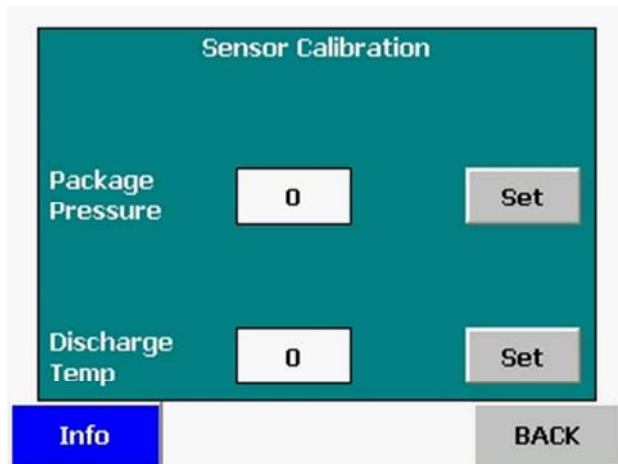 Sensor Calibration
Package
Pressure
0
Set
Discharge
Temp
0
Set
Info
BACK